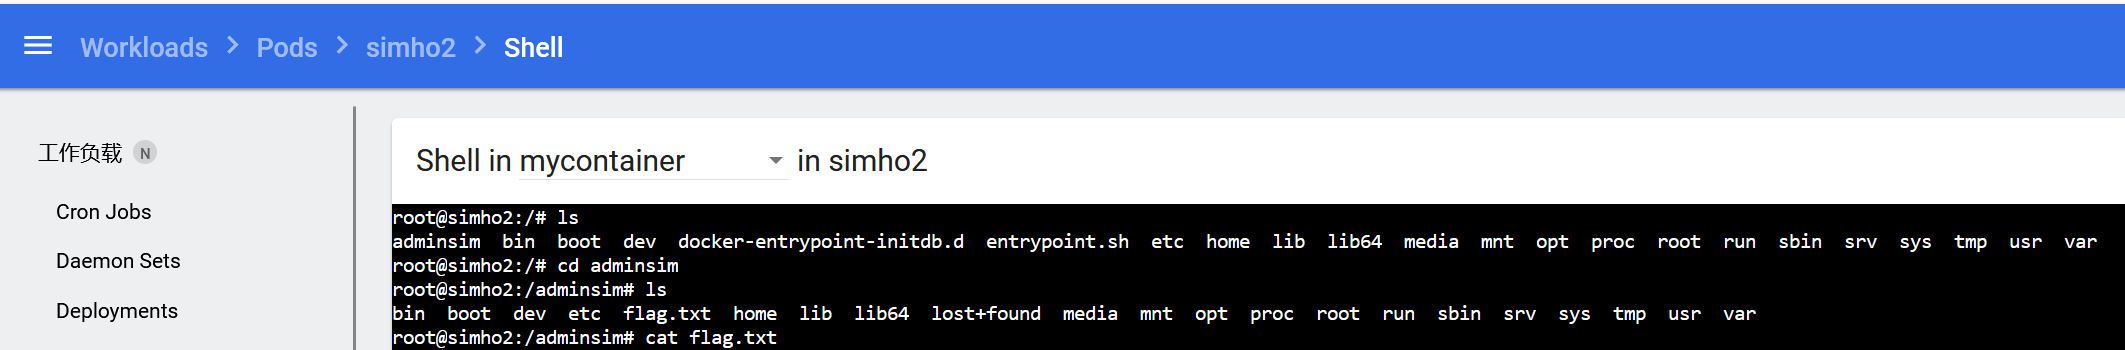 Workloads > Pods > simho2 > Shell
工作负载 N
Cron Jobs
Daemon Sets
Deployments
Shell in mycontainer in simho2
root@simho2:/# ls
adminsim bin boot dev docker-entrypoint-initdb.d entrypoint.sh etc home lib lib64 media mnt opt proc root run sbin srv sys tmp usr var
root@simho2:/# cd adminsim
root@simho2:/adminsim# ls
bin boot dev etc flag.txt home lib lib64 lost+found media mnt opt proc root run sbin srv sys tmp usr var
root@simho2:/adminsim# cat flag.txt